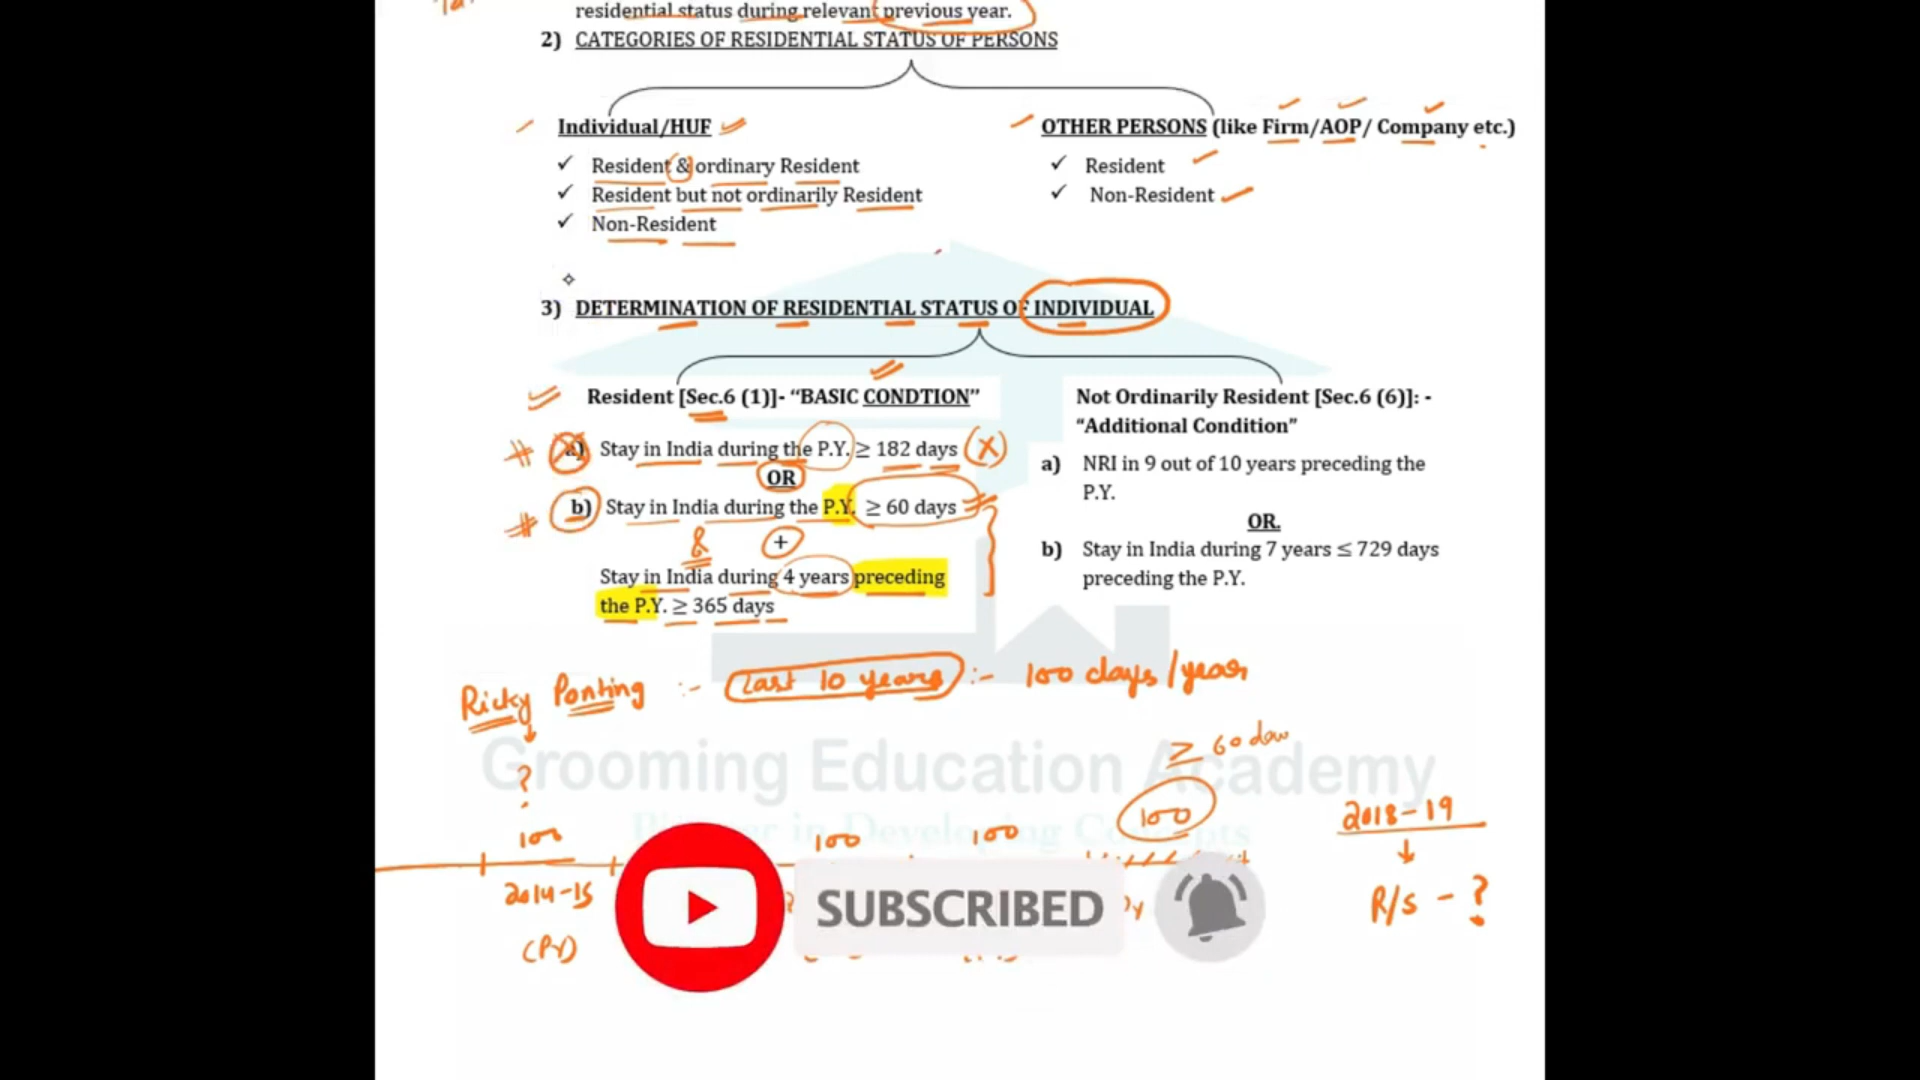 residential status during relevant previous year.
2) CATEGORIES OF RESIDENTIAL STATUS OF PERSONS
Individual/HUF
✓ Resident & ordinary Resident
✓ Resident but not ordinarily Resident
✓ Non-Resident
OTHER PERSONS (like Firm/AOP/ Company etc.)
✓ Resident
✓ Non-Resident
3) DETERMINATION OF RESIDENTIAL STATUS OF INDIVIDUAL
Resident [Sec.6 (1)]- “BASIC CONDTION”
a) Stay in India during the P.Y. ≥ 182 days (X)
OR
b) Stay in India during the P.Y. ≥ 60 days
& +
Stay in India during 4 years preceding
the P.Y. ≥ 365 days
Not Ordinarily Resident [Sec.6 (6)]: -
“Additional Condition”
a) NRI in 9 out of 10 years preceding the
P.Y.
OR.
b) Stay in India during 7 years ≤ 729 days
preceding the P.Y.
Ricky Ponting :- last 10 years :- 100 days/year
?
≥ 60 day
Grooming Education Academy
in Developing Concepts
100 100 100 100
2018-19
2014-15
(PY)
R/S - ?
SUBSCRIBED